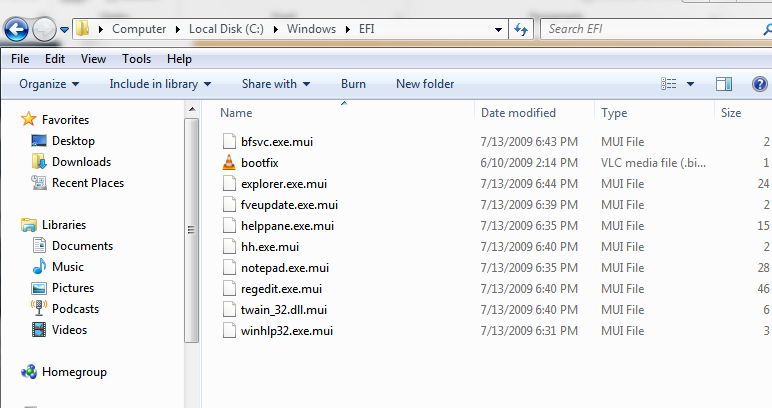 Computer ▸ Local Disk (C:) ▸ Windows ▸ EFI
Search EFI
File Edit View Tools Help
Organize Include in library Share with Burn New folder
Name Date modified Type Size
Favorites
Desktop
Downloads
Recent Places
Libraries
Documents
Music
Pictures
Podcasts
Videos
Homegroup
bfsvc.exe.mui 7/13/2009 6:43 PM MUI File 2
bootfix 6/10/2009 2:14 PM VLC media file (.bi... 1
explorer.exe.mui 7/13/2009 6:44 PM MUI File 24
fveupdate.exe.mui 7/13/2009 6:39 PM MUI File 2
helppane.exe.mui 7/13/2009 6:35 PM MUI File 15
hh.exe.mui 7/13/2009 6:40 PM MUI File 2
notepad.exe.mui 7/13/2009 6:35 PM MUI File 28
regedit.exe.mui 7/13/2009 6:40 PM MUI File 46
twain_32.dll.mui 7/13/2009 6:40 PM MUI File 6
winhlp32.exe.mui 7/13/2009 6:31 PM MUI File 3